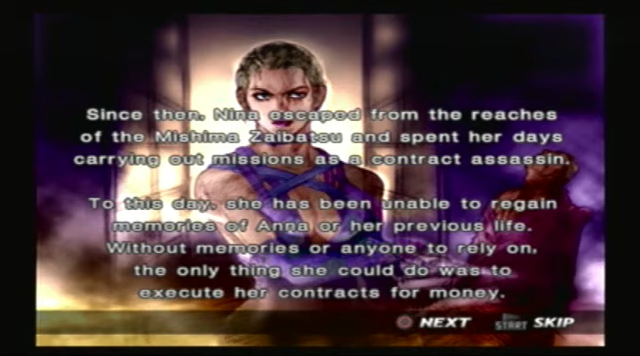 Since then, Nina escaped from the reaches
of the Mishima Zaibatsu and spent her days
carrying out missions as a contract assassin.
To this day, she has been unable to regain
memories of Anna or her previous life.
Without memories or anyone to rely on,
the only thing she could do was to
execute her contracts for money.
NEXT START SKIP